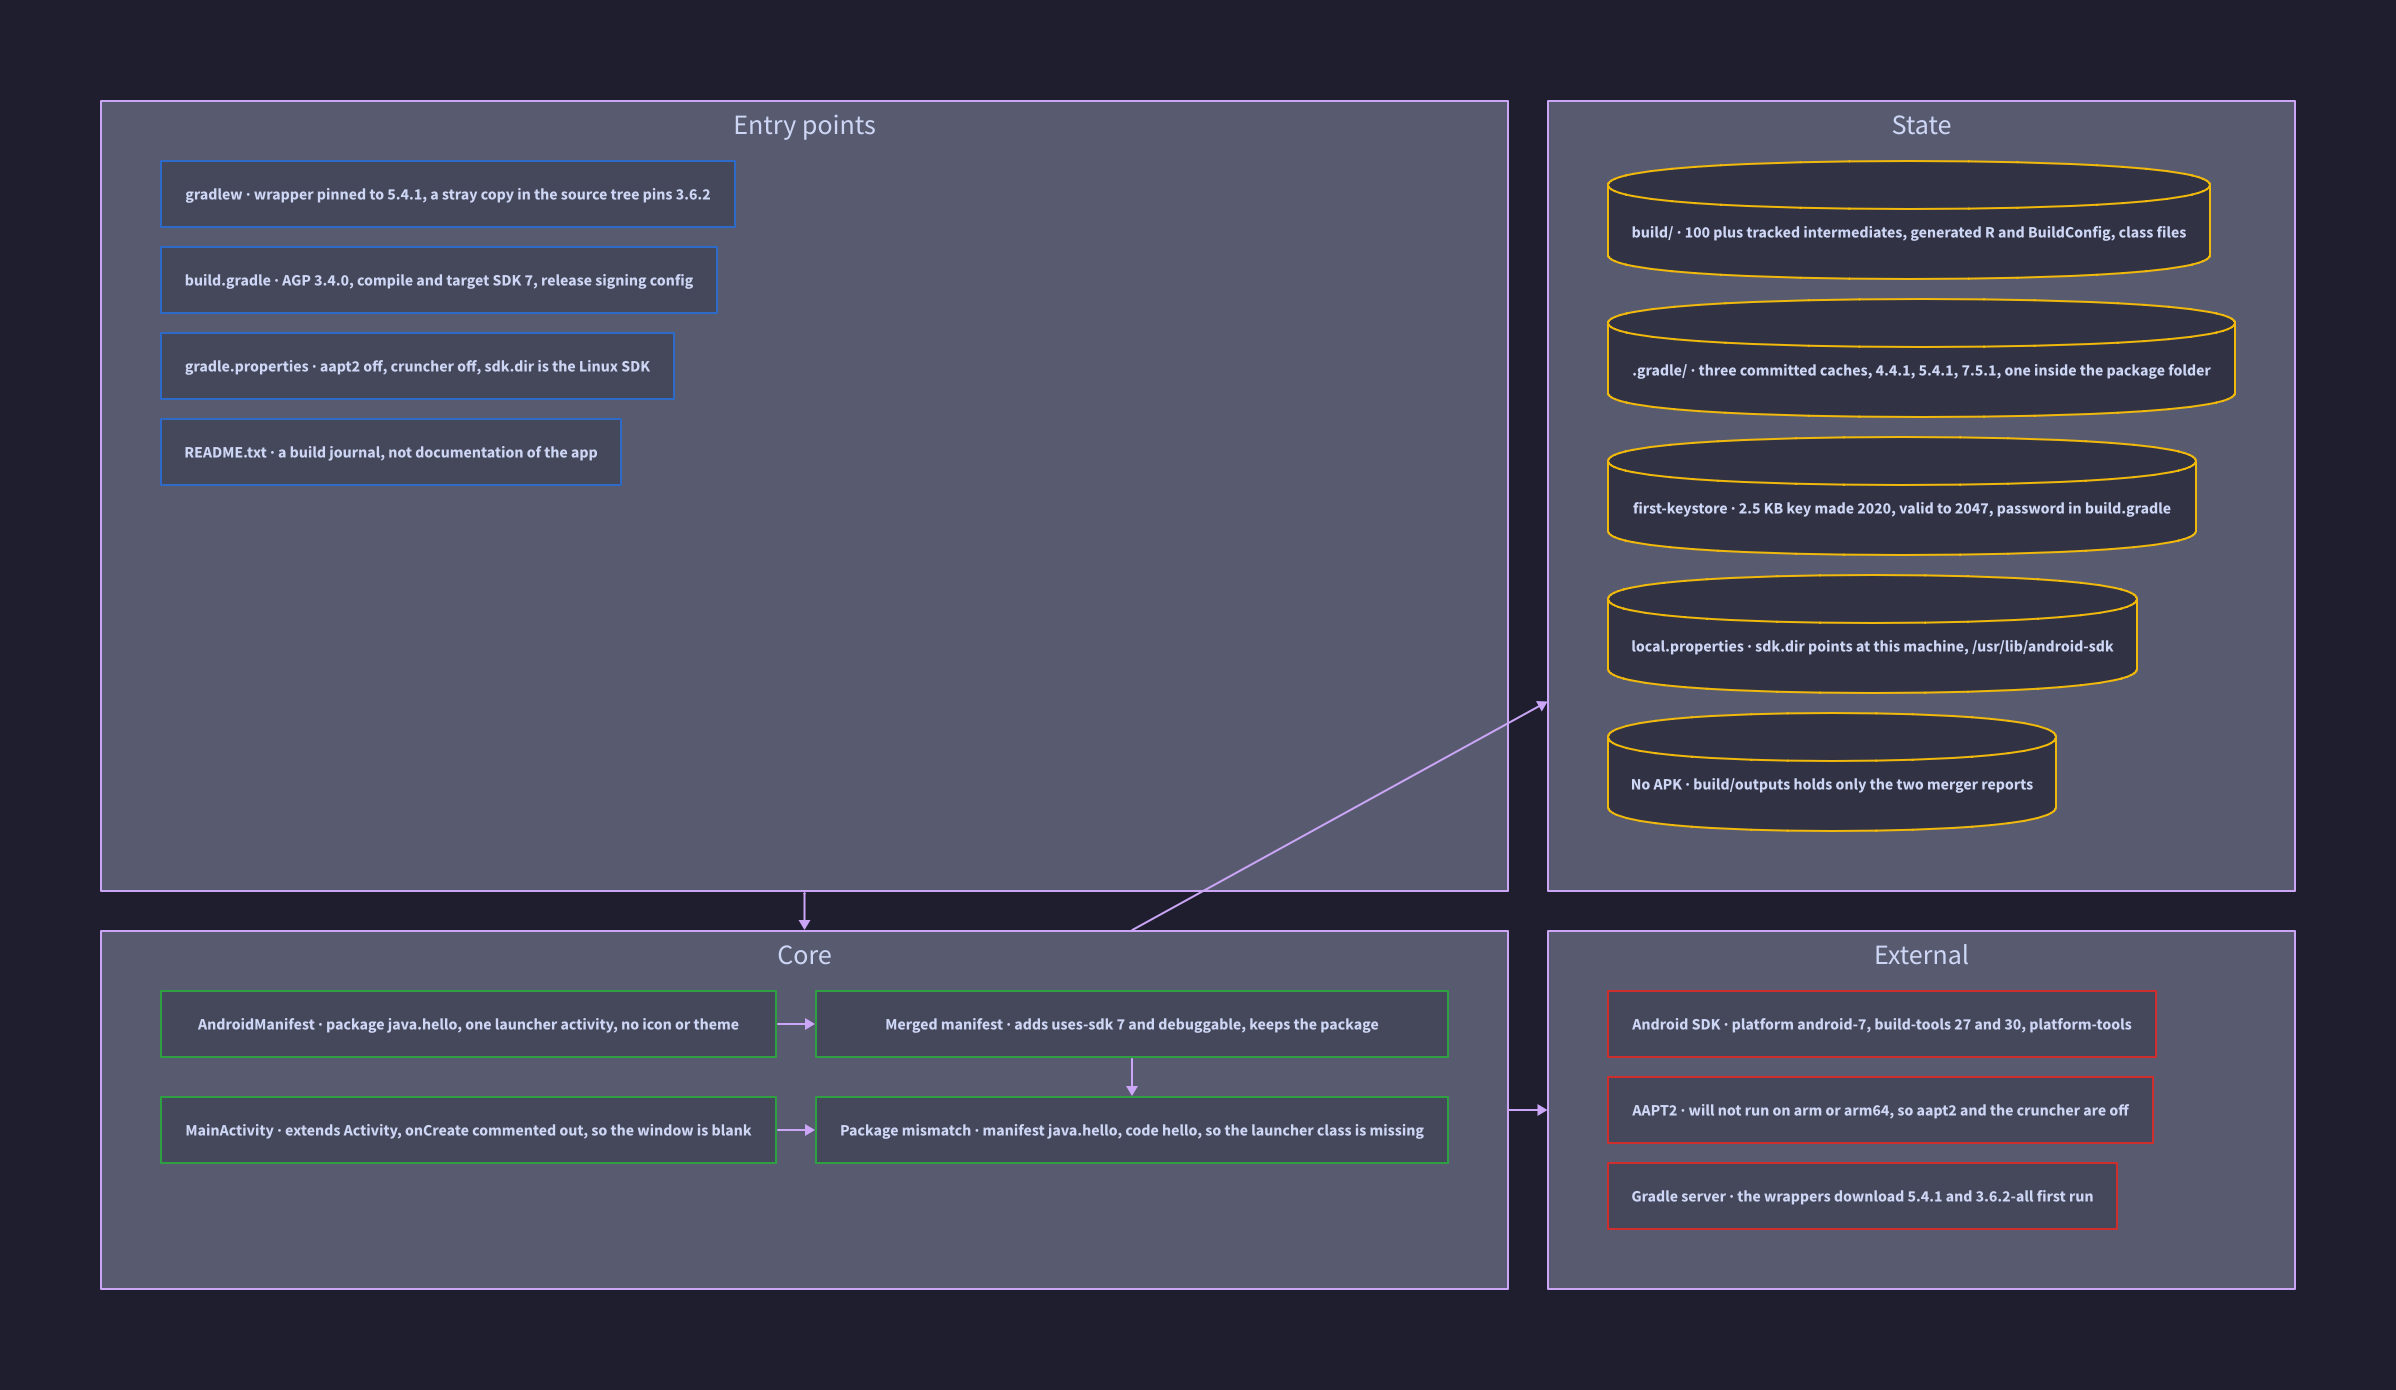 Entry points
gradlew · wrapper pinned to 5.4.1, a stray copy in the source tree pins 3.6.2
build.gradle · AGP 3.4.0, compile and target SDK 7, release signing config
gradle.properties · aapt2 off, cruncher off, sdk.dir is the Linux SDK
README.txt · a build journal, not documentation of the app
State
build/ · 100 plus tracked intermediates, generated R and BuildConfig, class files
.gradle/ · three committed caches, 4.4.1, 5.4.1, 7.5.1, one inside the package folder
first-keystore · 2.5 KB key made 2020, valid to 2047, password in build.gradle
local.properties · sdk.dir points at this machine, /usr/lib/android-sdk
No APK · build/outputs holds only the two merger reports
Core
AndroidManifest · package java.hello, one launcher activity, no icon or theme
Merged manifest · adds uses-sdk 7 and debuggable, keeps the package
MainActivity · extends Activity, onCreate commented out, so the window is blank
Package mismatch · manifest java.hello, code hello, so the launcher class is missing
External
Android SDK · platform android-7, build-tools 27 and 30, platform-tools
AAPT2 · will not run on arm or arm64, so aapt2 and the cruncher are off
Gradle server · the wrappers download 5.4.1 and 3.6.2-all first run